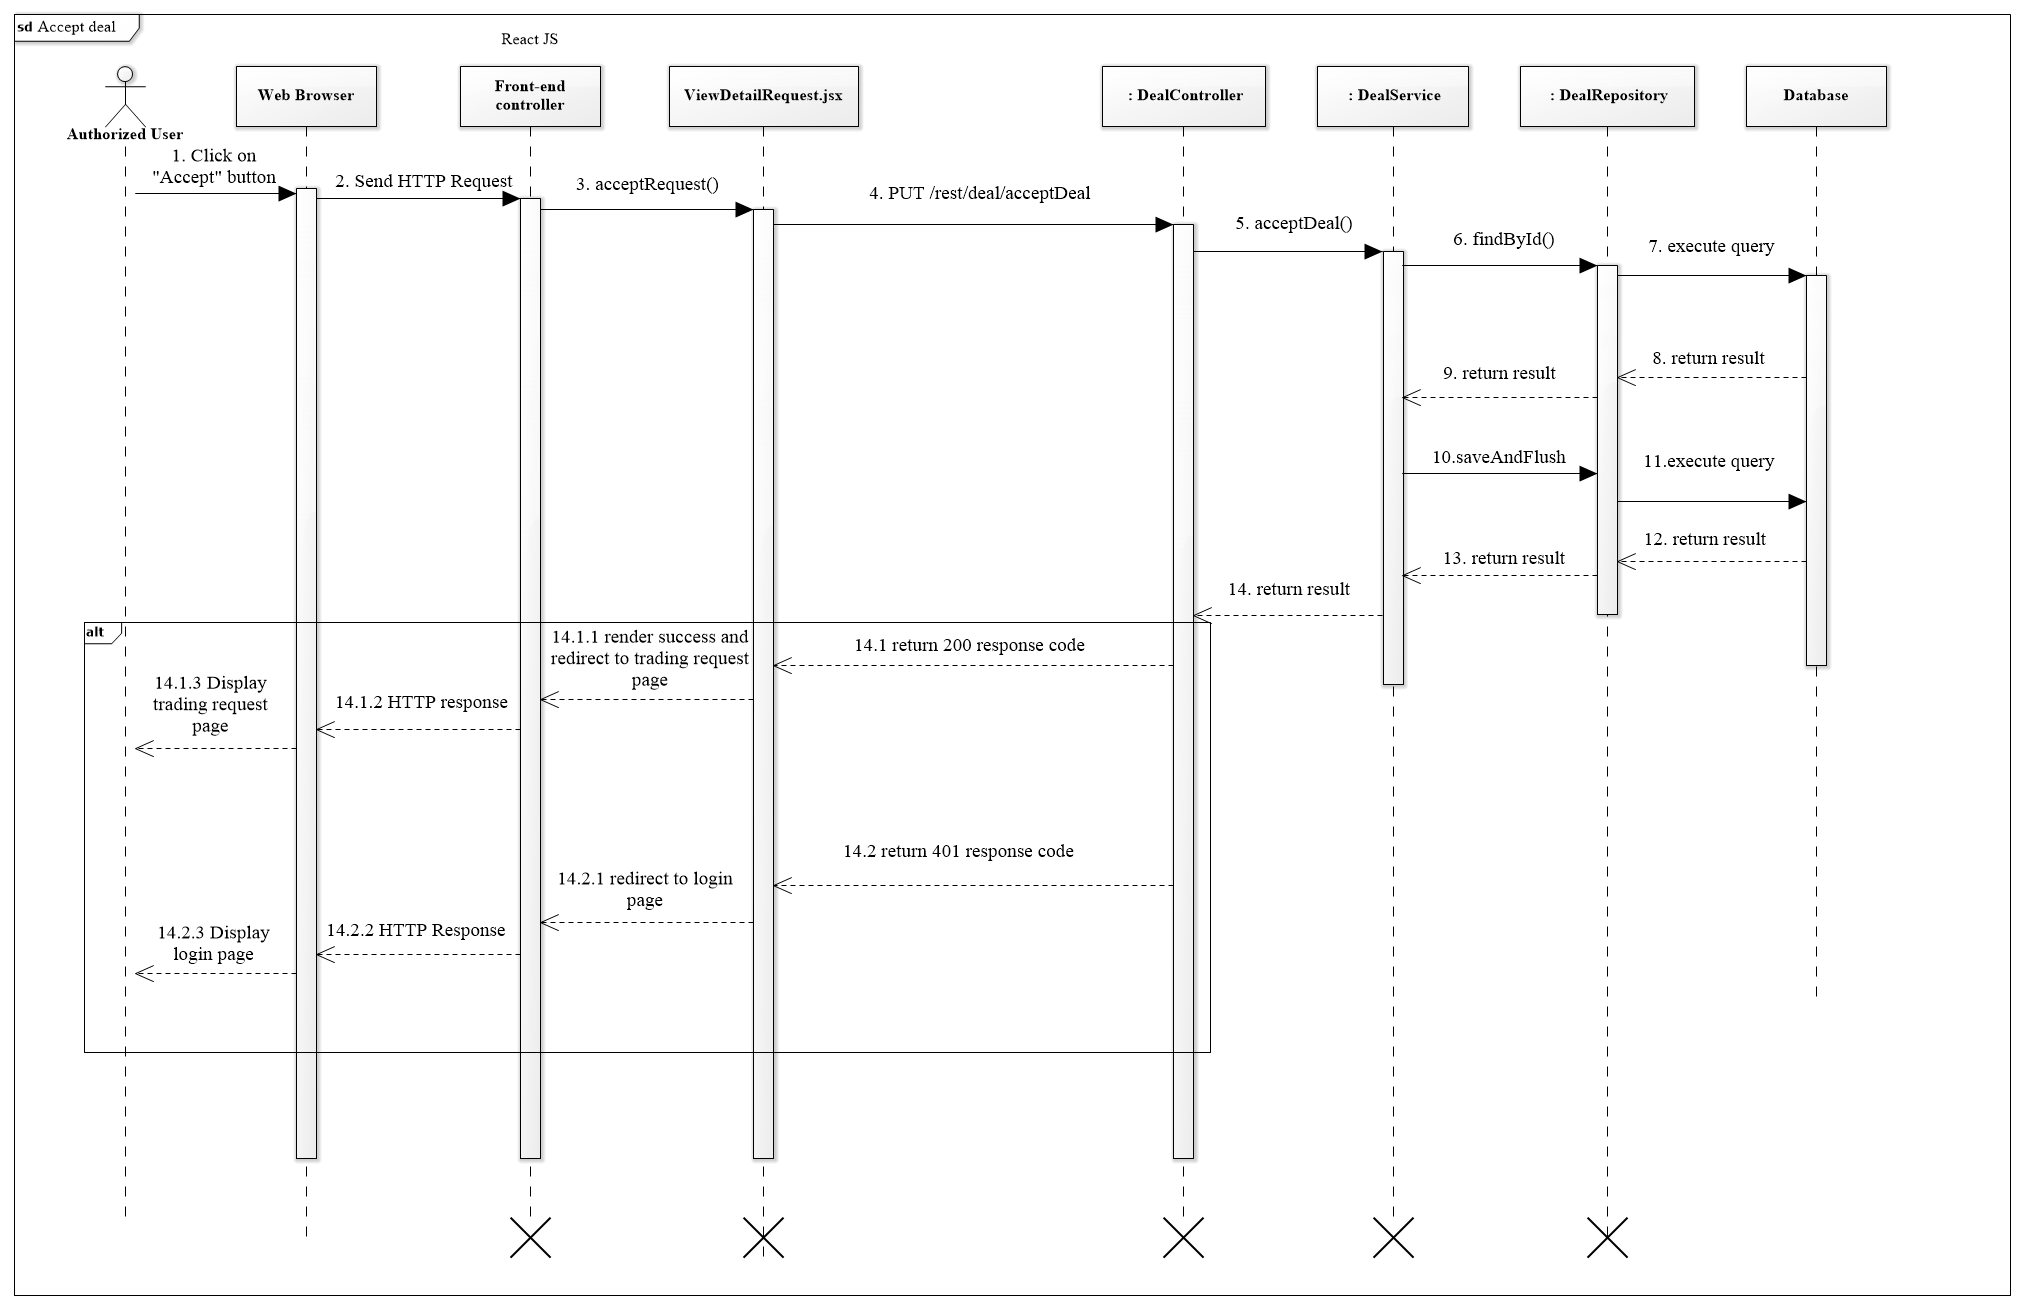 sd Accept deal
React JS
Authorized User
Web Browser
Front-end
controller
ViewDetailRequest.jsx
: DealController
: DealService
: DealRepository
Database
1. Click on
"Accept" button
2. Send HTTP Request
3. acceptRequest()
4. PUT /rest/deal/acceptDeal
5. acceptDeal()
6. findById()
7. execute query
8. return result
9. return result
10.saveAndFlush
11.execute query
12. return result
13. return result
14. return result
alt
14.1 return 200 response code
14.1.1 render success and
redirect to trading request
page
14.1.2 HTTP response
14.1.3 Display
trading request
page
14.2 return 401 response code
14.2.1 redirect to login
page
14.2.2 HTTP Response
14.2.3 Display
login page